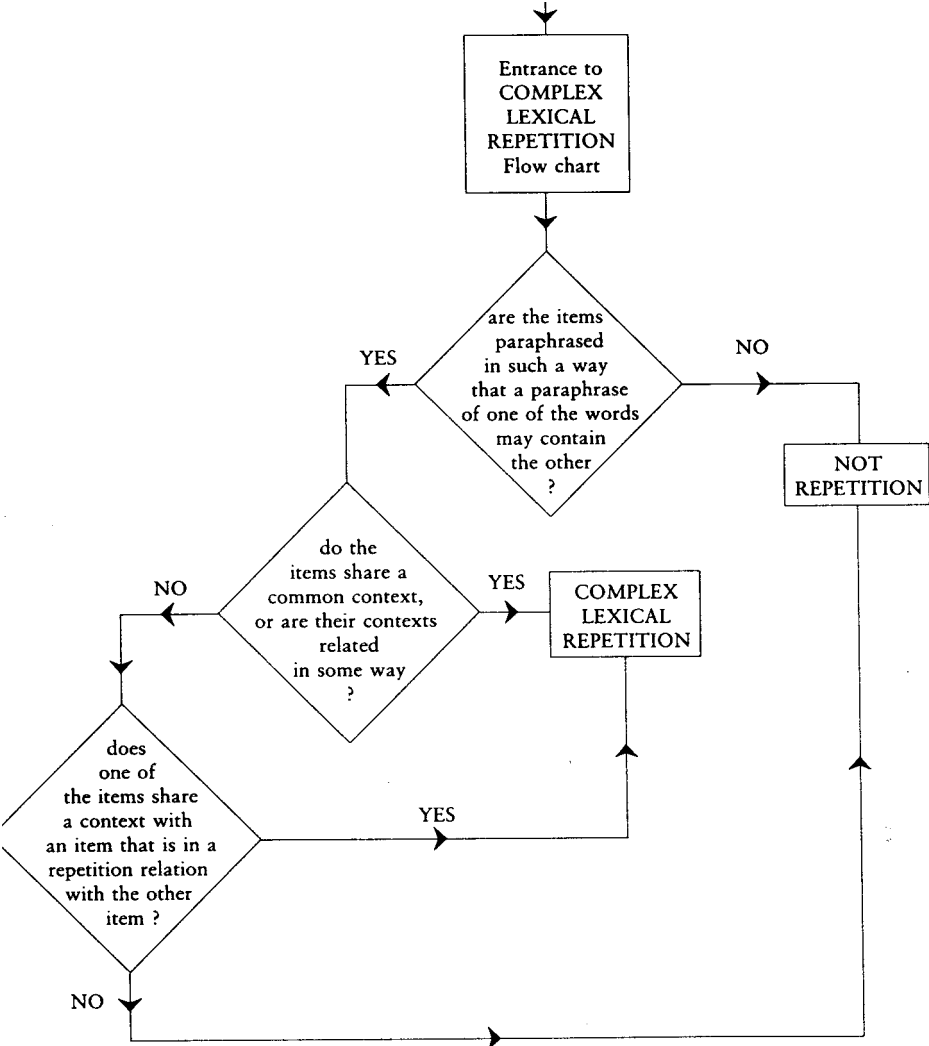 Entrance to
COMPLEX
LEXICAL
REPETITION
Flow chart
are the items
paraphrased
in such a way
that a paraphrase
of one of the words
may contain
the other
?
YES
NO
NOT
REPETITION
do the
items share a
common context,
or are their contexts
related
in some way
?
NO
YES
COMPLEX
LEXICAL
REPETITION
does
one of
the items share
a context with
an item that is in a
repetition relation
with the other
item ?
YES
NO